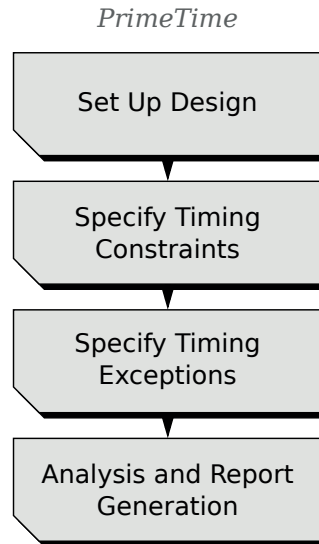 PrimeTime
Set Up Design
Specify Timing
Constraints
Specify Timing
Exceptions
Analysis and Report
Generation